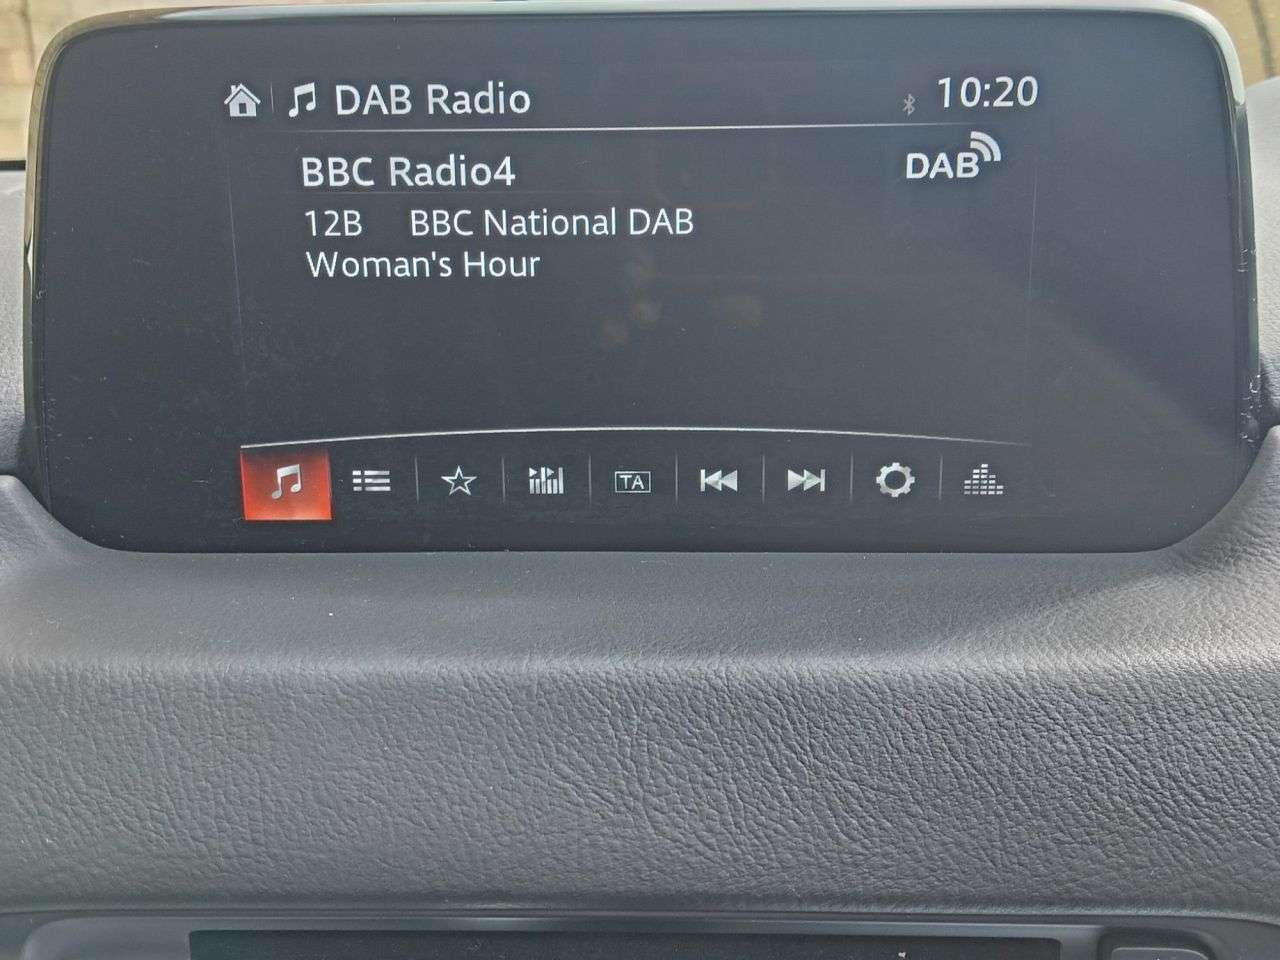 DAB Radio 10:20
BBC Radio4 DAB
12B BBC National DAB
Woman's Hour
TA